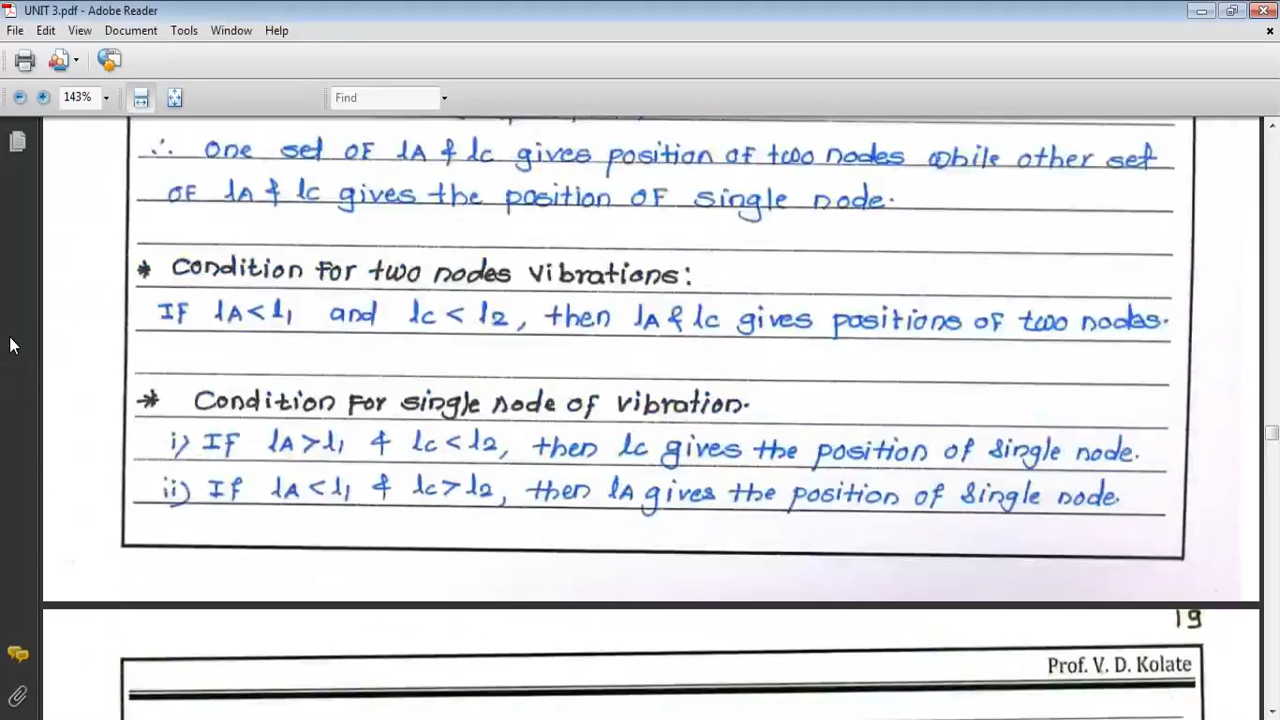 UNIT 3.pdf - Adobe Reader
File Edit View Document Tools Window Help
143% Find
∴ One set OF lA & lc gives position of two nodes while other set
OF lA & lc gives the position OF single node.
* Condition For two nodes vibrations:
IF lA < l1 and lc < l2, then lA & lc gives positions of two nodes.
* Condition For single node of vibration.
i) IF lA > l1 & lc < l2, then lc gives the position of single node.
ii) If lA < l1 & lc > l2, then lA gives the position of single node.
19
Prof. V. D. Kolate